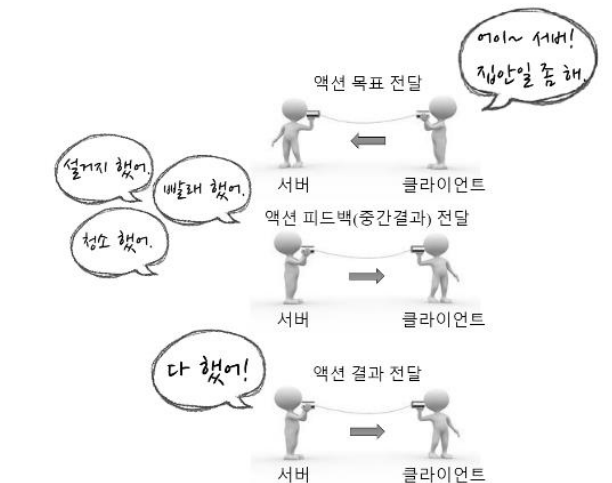 어이~ 서버!
집안일 좀 해.
액션 목표 전달
서버
클라이언트
설거지 했어.
빨래 했어.
청소 했어.
액션 피드백(중간결과) 전달
서버
클라이언트
다 했어!
액션 결과 전달
서버
클라이언트